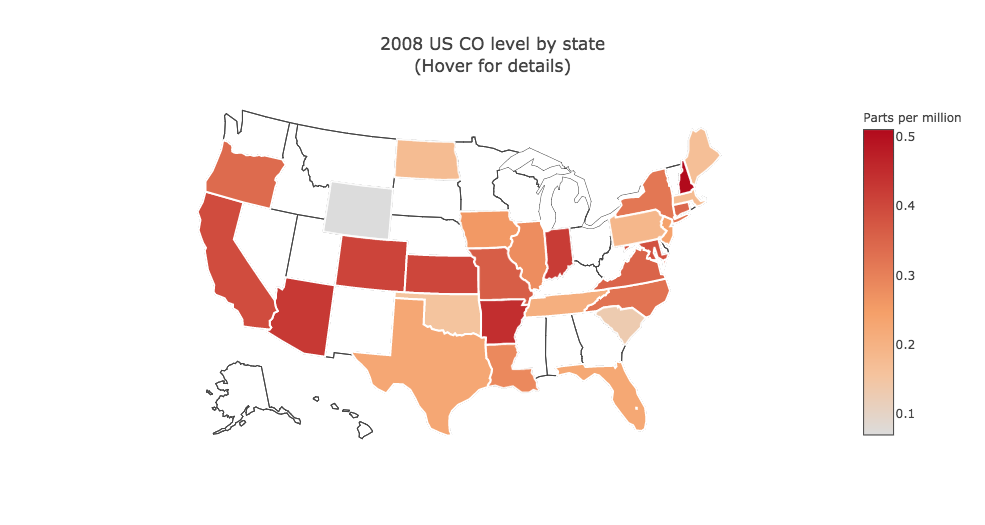 2008 US CO level by state
(Hover for details)
Parts per million
0.5
0.4
0.3
0.2
0.1